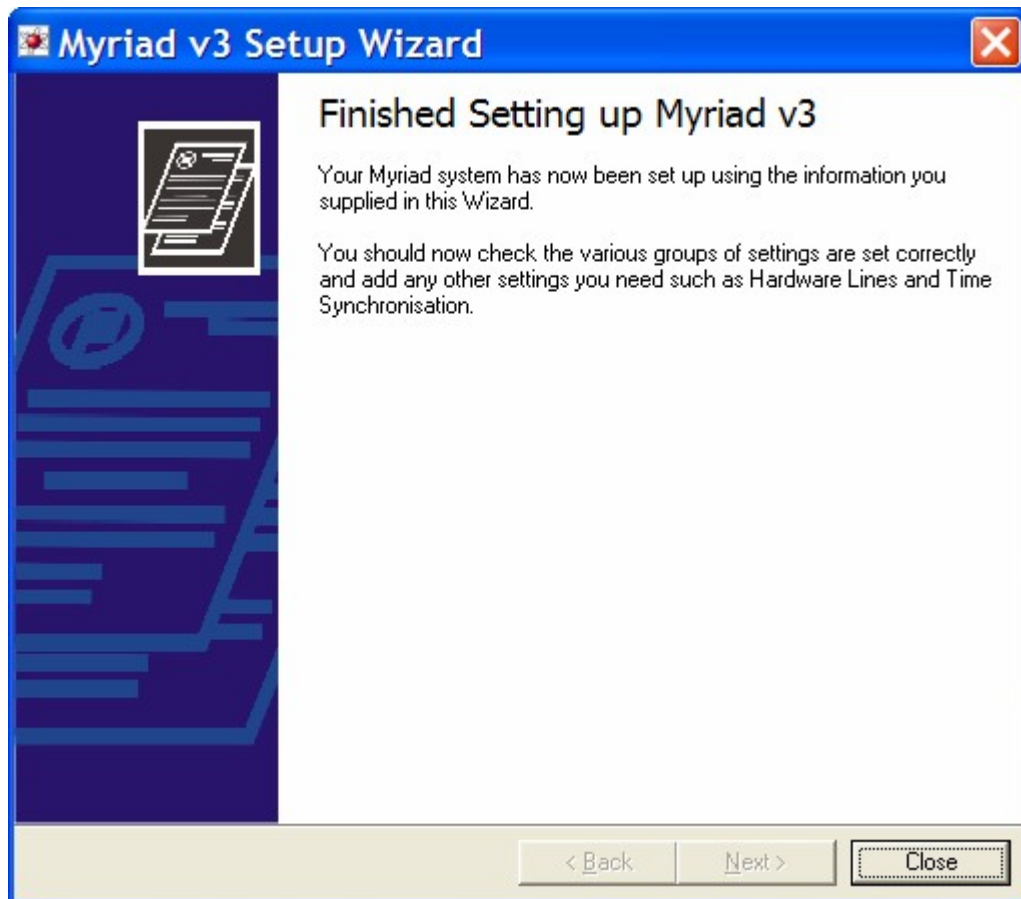 Myriad v3 Setup Wizard
Finished Setting up Myriad v3
Your Myriad system has now been set up using the information you
supplied in this Wizard.
You should now check the various groups of settings are set correctly
and add any other settings you need such as Hardware Lines and Time
Synchronisation.
< Back Next > Close